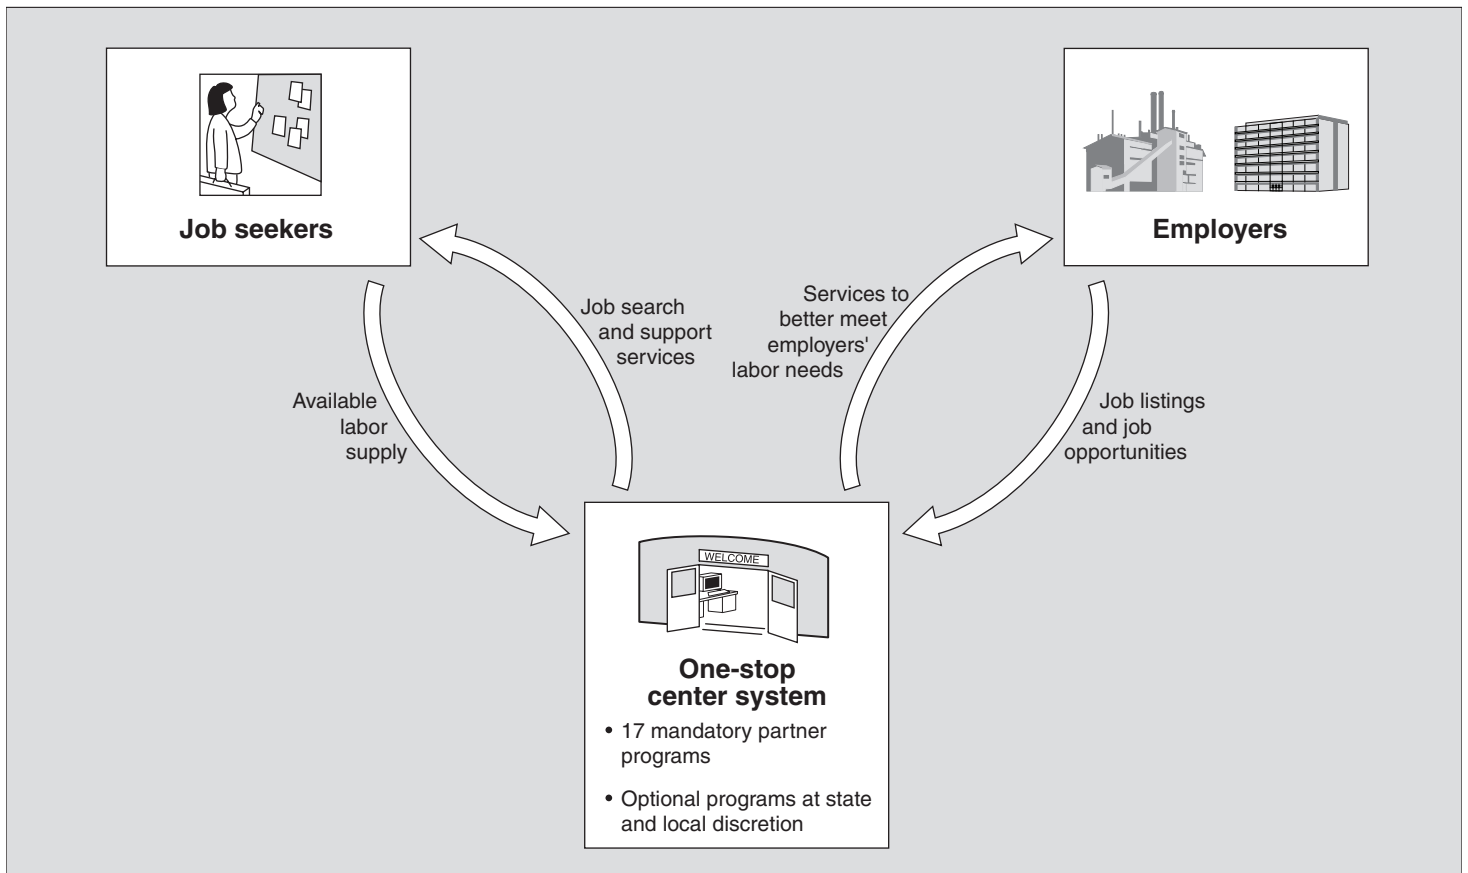 Job seekers
Employers
Job search
and support
services
Services to
better meet
employers'
labor needs
Available
labor
supply
Job listings
and job
opportunities
WELCOME
One-stop
center system
• 17 mandatory partner
programs
• Optional programs at state
and local discretion